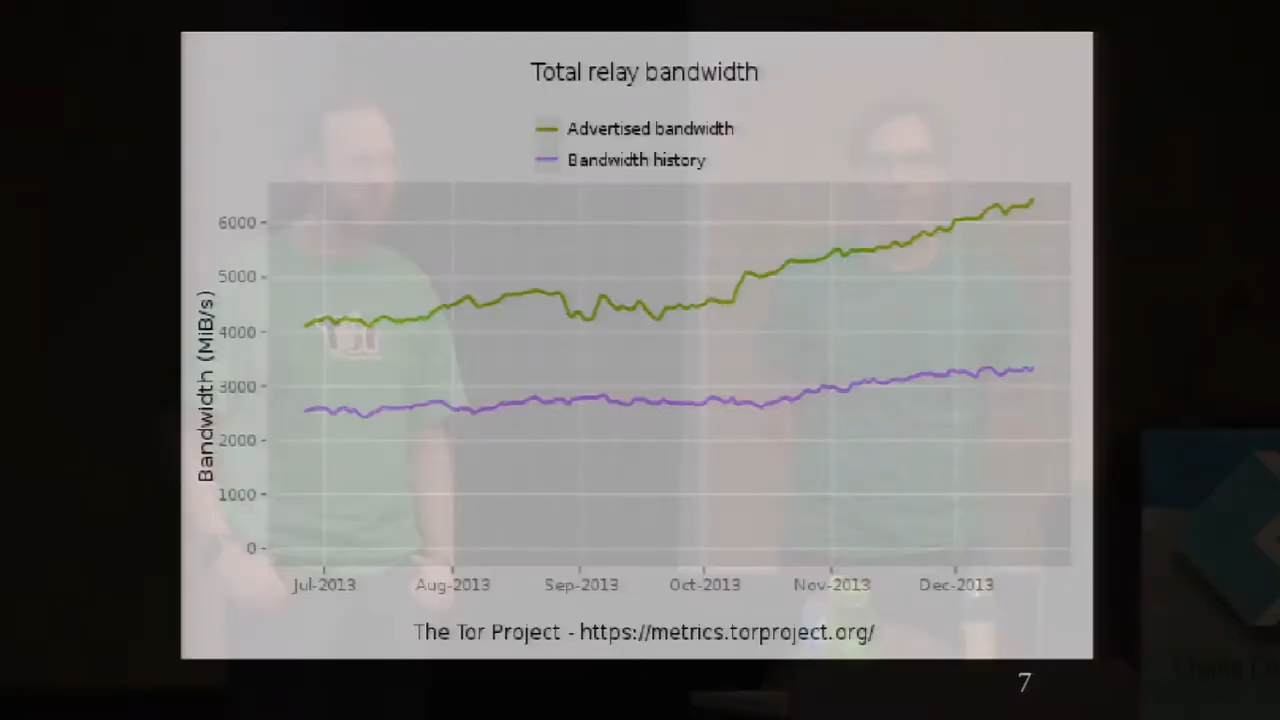 Total relay bandwidth
Advertised bandwidth
Bandwidth history
Bandwidth (MiB/s)
6000
5000
4000
3000
2000
1000
0
Jul-2013 Aug-2013 Sep-2013 Oct-2013 Nov-2013 Dec-2013
The Tor Project - https://metrics.torproject.org/
7